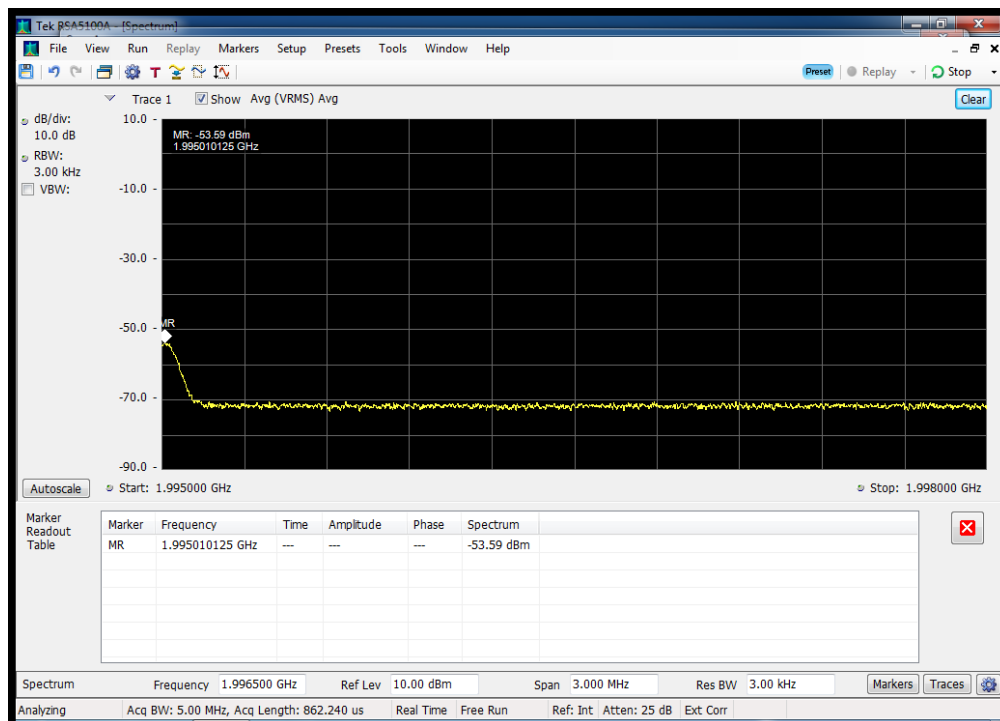 Tek RSA5100A - [Spectrum]
File View Run Replay Markers Setup Presets Tools Window Help
T Preset Replay Stop
Trace 1 Show Avg (VRMS) Avg Clear
dB/div:
10.0 dB
RBW:
3.00 kHz
VBW:
10.0
MR: -53.59 dBm
1.995010125 GHz
-10.0
-30.0
-50.0
MR
-70.0
-90.0
Autoscale Start: 1.995000 GHz Stop: 1.998000 GHz
Marker
Readout
Table
Marker Frequency Time Amplitude Phase Spectrum
MR 1.995010125 GHz --- --- --- -53.59 dBm
Spectrum Frequency 1.996500 GHz Ref Lev 10.00 dBm Span 3.000 MHz Res BW 3.00 kHz Markers Traces
Analyzing Acq BW: 5.00 MHz, Acq Length: 862.240 us Real Time Free Run Ref: Int Atten: 25 dB Ext Corr